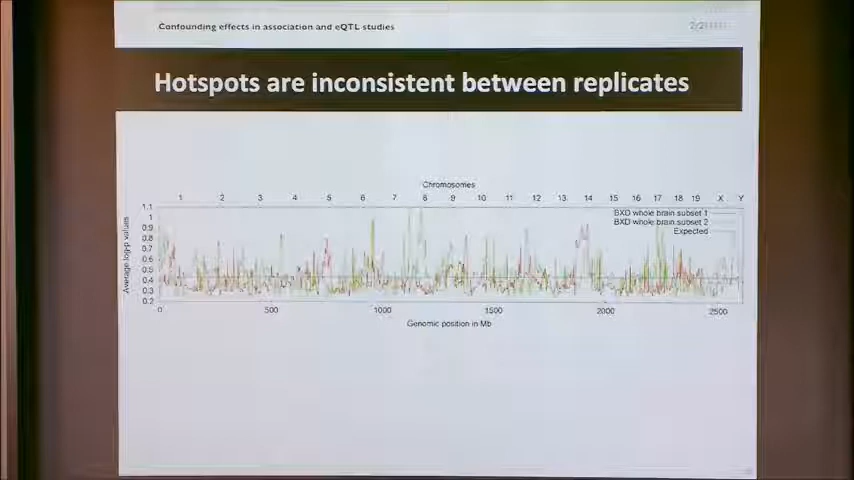 Confounding effects in association and eQTL studies
Hotspots are inconsistent between replicates
Chromosomes
1 2 3 4 5 6 7 8 9 10 11 12 13 14 15 16 17 18 19 X Y
Average log-p values
1.1
1
0.9
0.8
0.7
0.6
0.5
0.4
0.3
0.2
BXD whole brain subset 1
BXD whole brain subset 2
Expected
0 500 1000 1500 2000 2500
Genomic position in Mb